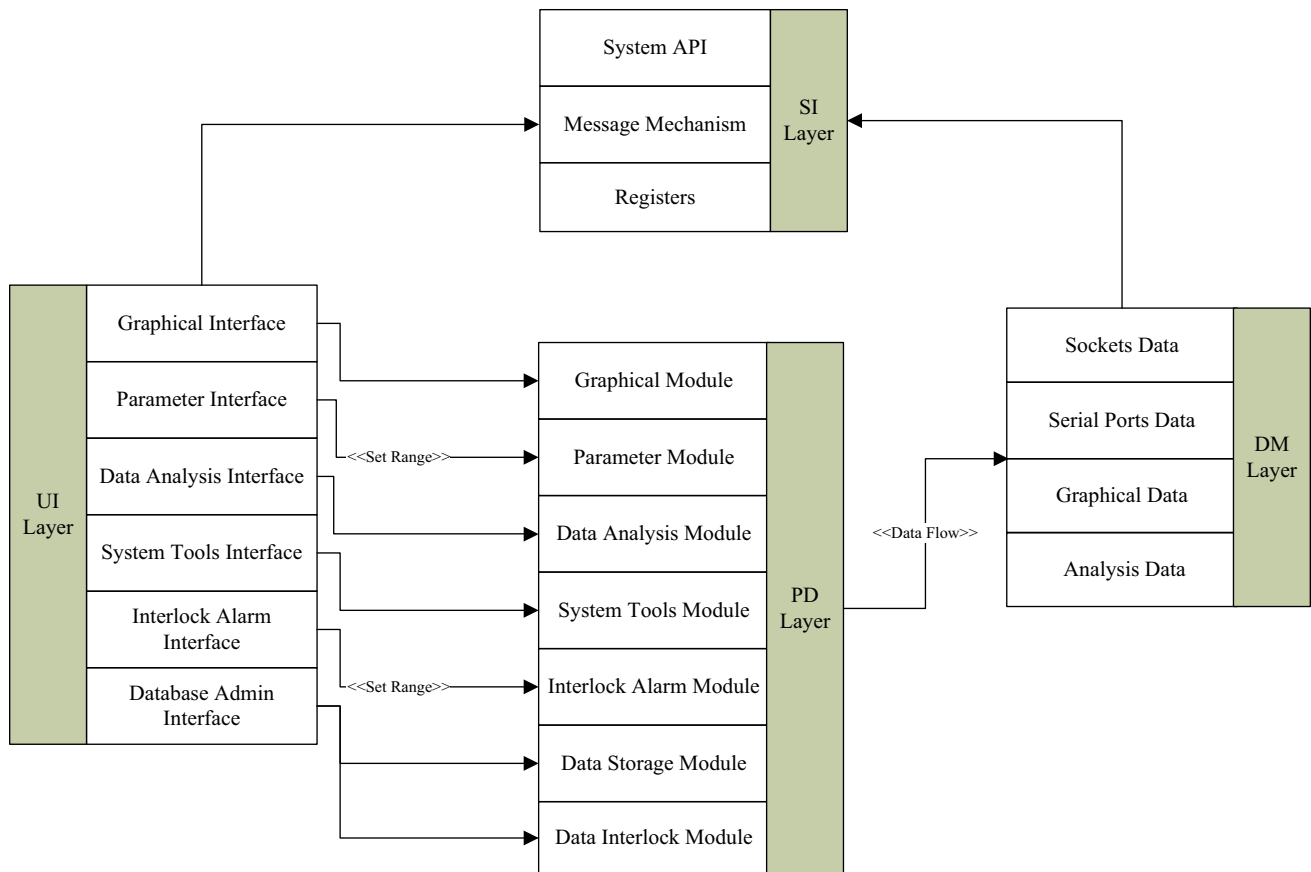 System API
Message Mechanism
Registers
SI
Layer
UI
Layer
Graphical Interface
Parameter Interface
Data Analysis Interface
System Tools Interface
Interlock Alarm
Interface
Database Admin
Interface
<<Set Range>>
<<Set Range>>
Graphical Module
Parameter Module
Data Analysis Module
System Tools Module
Interlock Alarm Module
Data Storage Module
Data Interlock Module
PD
Layer
<<Data Flow>>
Sockets Data
Serial Ports Data
Graphical Data
Analysis Data
DM
Layer